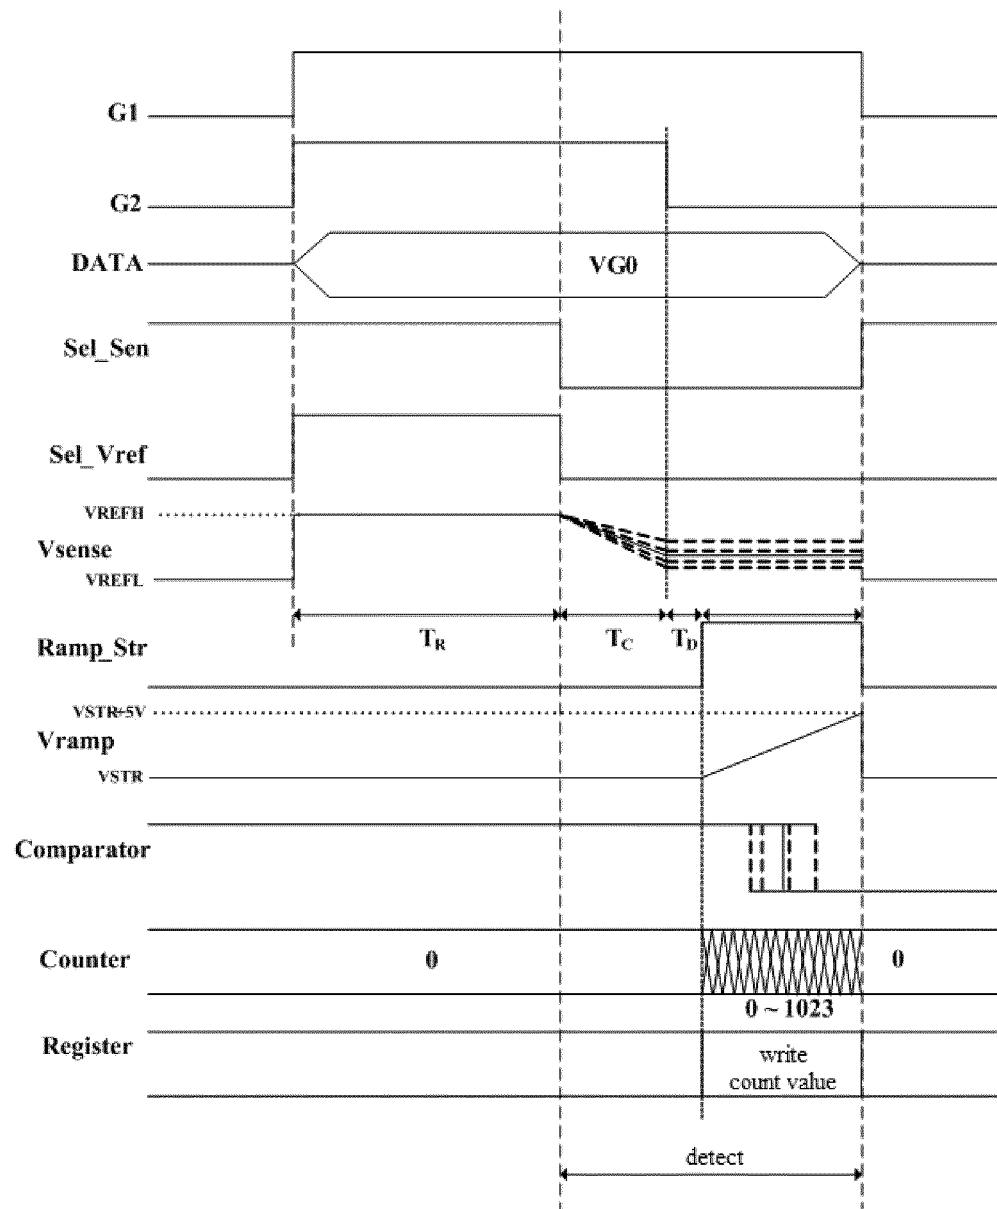 G1
G2
DATA
VG0
Sel_Sen
Sel_Vref
VREFH
Vsense
VREFL
TR TC TD
Ramp_Str
VSTR+5V
Vramp
VSTR
Comparator
Counter 0 0
0 ~ 1023
Register
write
count value
detect